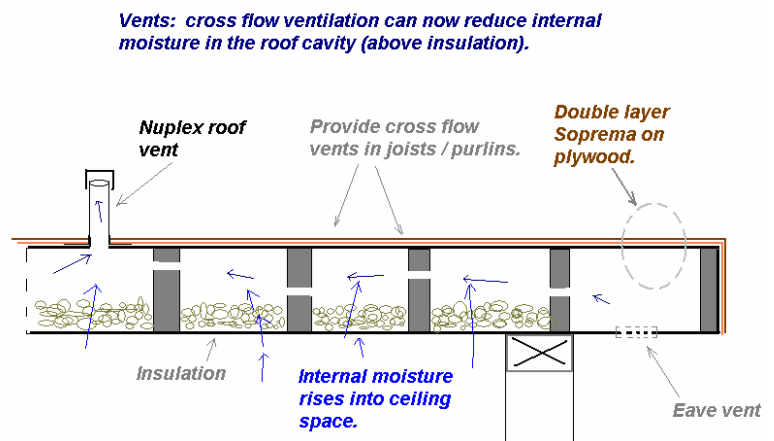 Vents:  cross flow ventilation can now reduce internal
moisture in the roof cavity (above insulation).
Nuplex roof
vent
Provide cross flow
vents in joists / purlins.
Double layer
Soprema on
plywood.
Insulation
Internal moisture
rises into ceiling
space.
Eave vent